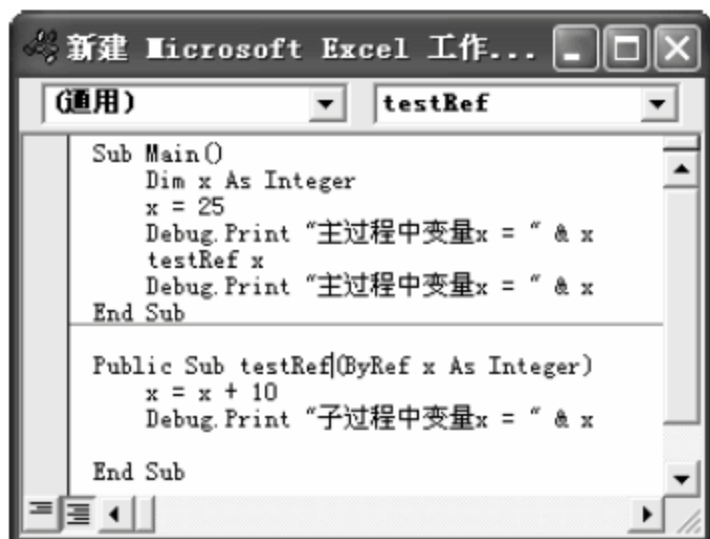 新建 Microsoft Excel 工作...
(通用) testRef
Sub Main()
Dim x As Integer
x = 25
Debug.Print "主过程中变量x = " & x
testRef x
Debug.Print "主过程中变量x = " & x
End Sub
Public Sub testRef(ByRef x As Integer)
x = x + 10
Debug.Print "子过程中变量x = " & x
End Sub